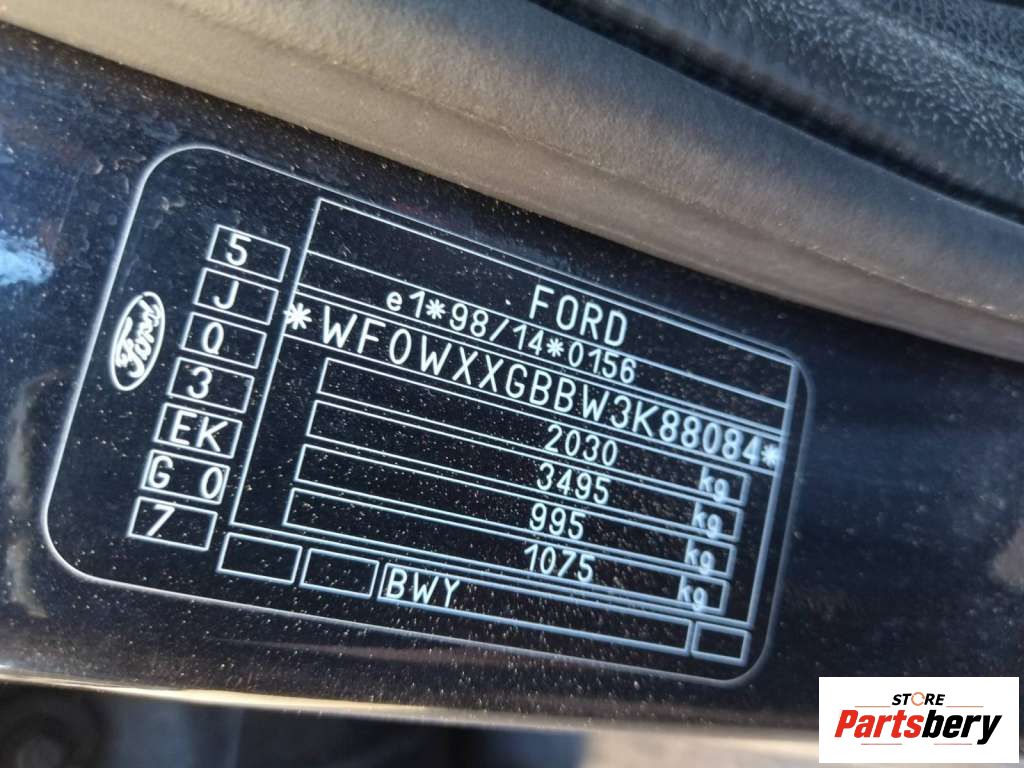 FORD
e1*98/14*0156
*WF0WXXGBBW3K88084*
2030 kg
3495 kg
995 kg
1075 kg
BWY
5
J
Q
3
EK
G 0
7
Ford
STORE
Partsbery